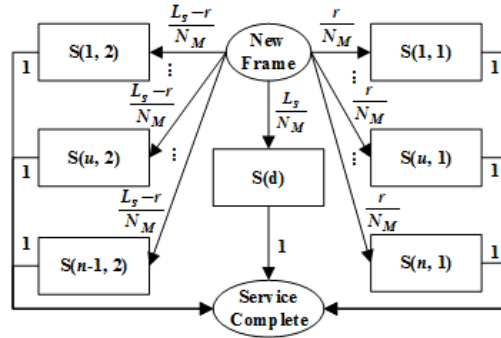 L_s − r / N_M
New Frame
r / N_M
1
S(1, 2)
S(1, 1)
1
⋮
⋮
L_s − r / N_M
L_s / N_M
r / N_M
1
S(u, 2)
S(d)
S(u, 1)
1
⋮
⋮
L_s − r / N_M
r / N_M
1
S(n-1, 2)
1
S(n, 1)
1
Service Complete